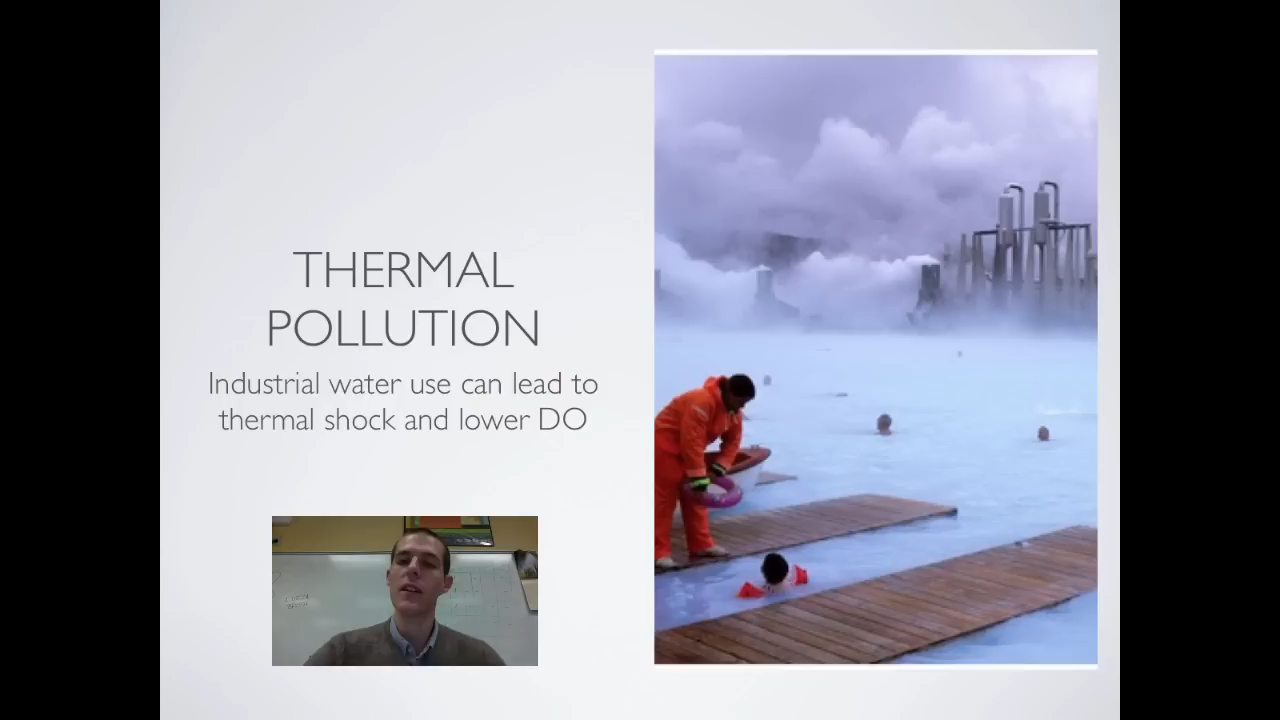 THERMAL
POLLUTION
Industrial water use can lead to
thermal shock and lower DO